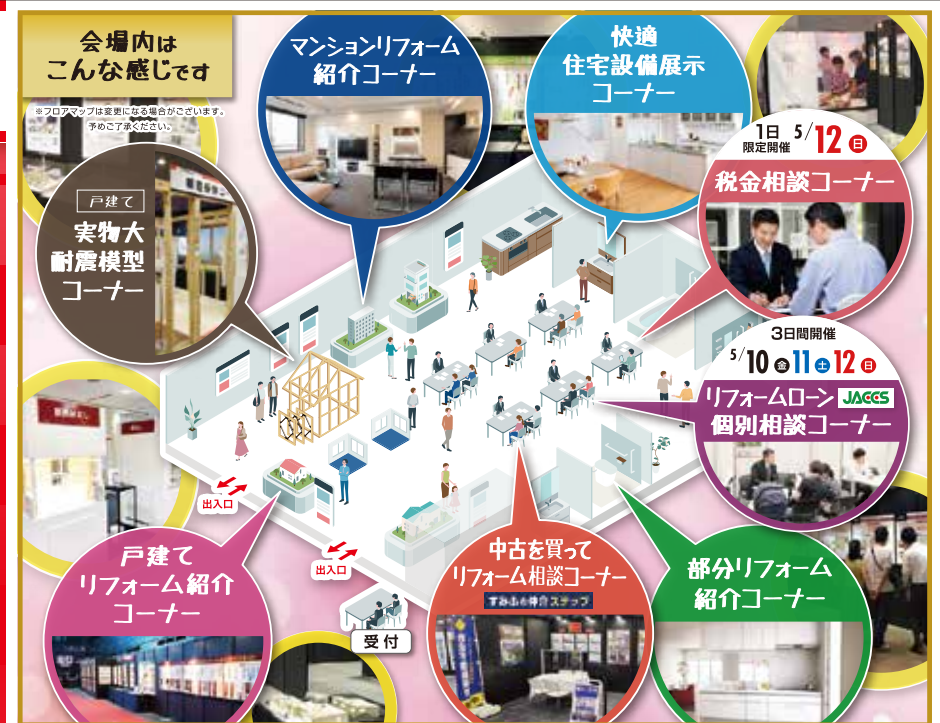 会場内は
こんな感じです
※フロアマップは変更になる場合がございます。
予めご了承ください。
マンションリフォーム
紹介コーナー
快適
住宅設備展示
コーナー
1日
限定開催
5/12 日
税金相談コーナー
戸建て
実物大
耐震模型
コーナー
3日間開催
5/10 金 11 土 12 日
リフォームローン JACCS
個別相談コーナー
出入口
出入口
受付
戸建て
リフォーム紹介
コーナー
中古を買って
リフォーム相談コーナー
すみふの仲介 ステップ
部分リフォーム
紹介コーナー